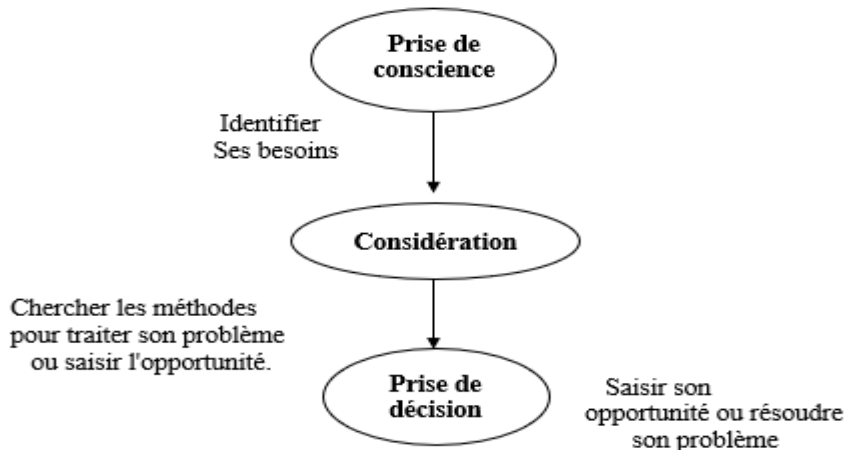 Prise de
conscience
Identifier
Ses besoins
Considération
Chercher les méthodes
pour traiter son problème
ou saisir l'opportunité.
Prise de
décision
Saisir son
opportunité ou résoudre
son problème